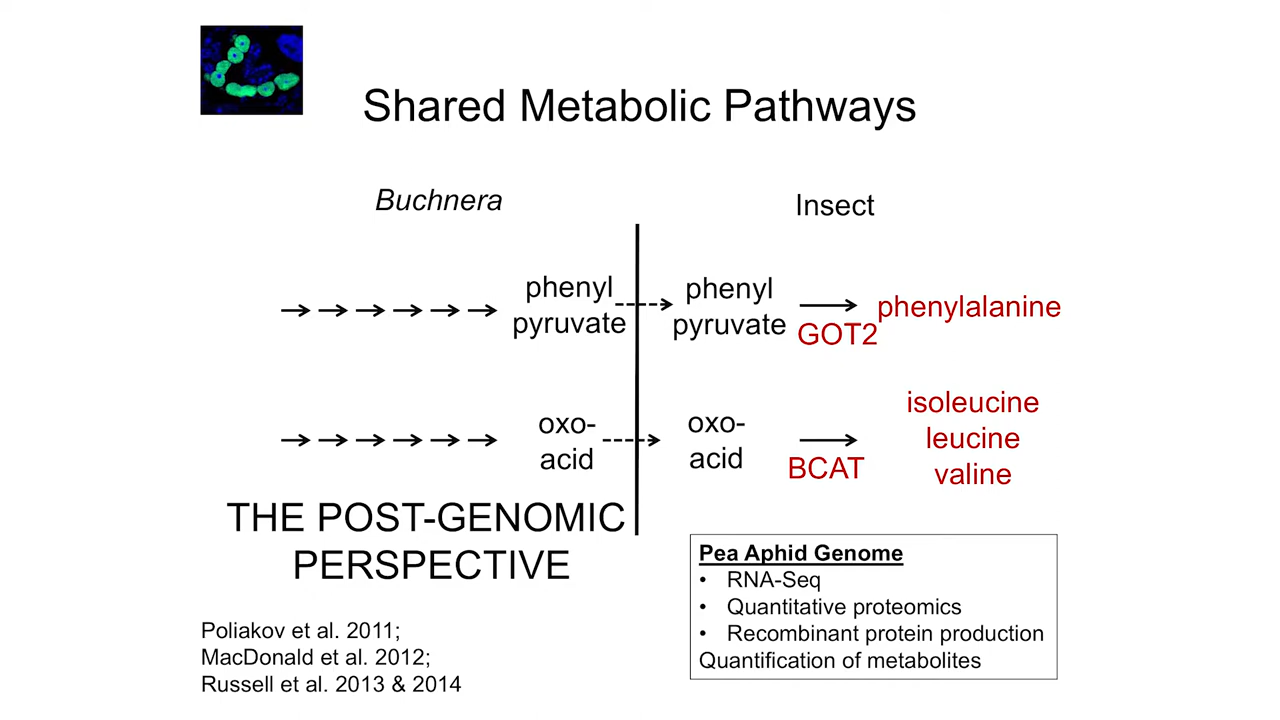 Shared Metabolic Pathways
Buchnera
Insect
phenyl
pyruvate
phenyl
pyruvate
GOT2
phenylalanine
oxo-
acid
oxo-
acid
BCAT
isoleucine
leucine
valine
THE POST-GENOMIC
PERSPECTIVE
Pea Aphid Genome
• RNA-Seq
• Quantitative proteomics
• Recombinant protein production
Quantification of metabolites
Poliakov et al. 2011;
MacDonald et al. 2012;
Russell et al. 2013 & 2014